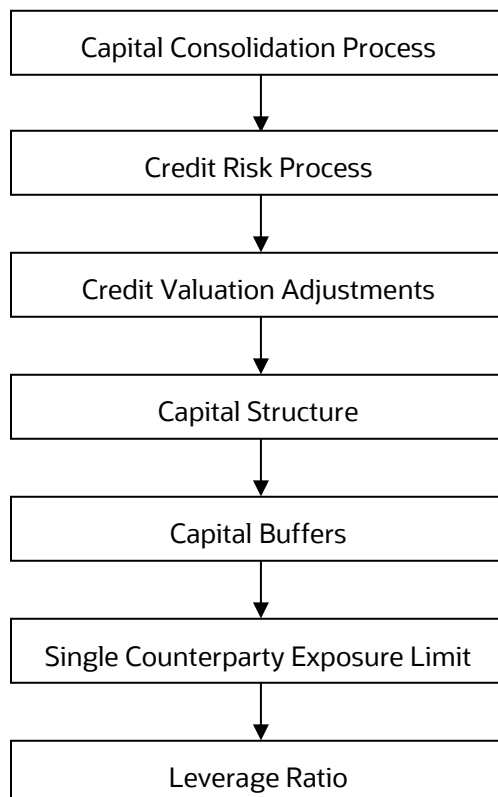 Capital Consolidation Process
Credit Risk Process
Credit Valuation Adjustments
Capital Structure
Capital Buffers
Single Counterparty Exposure Limit
Leverage Ratio